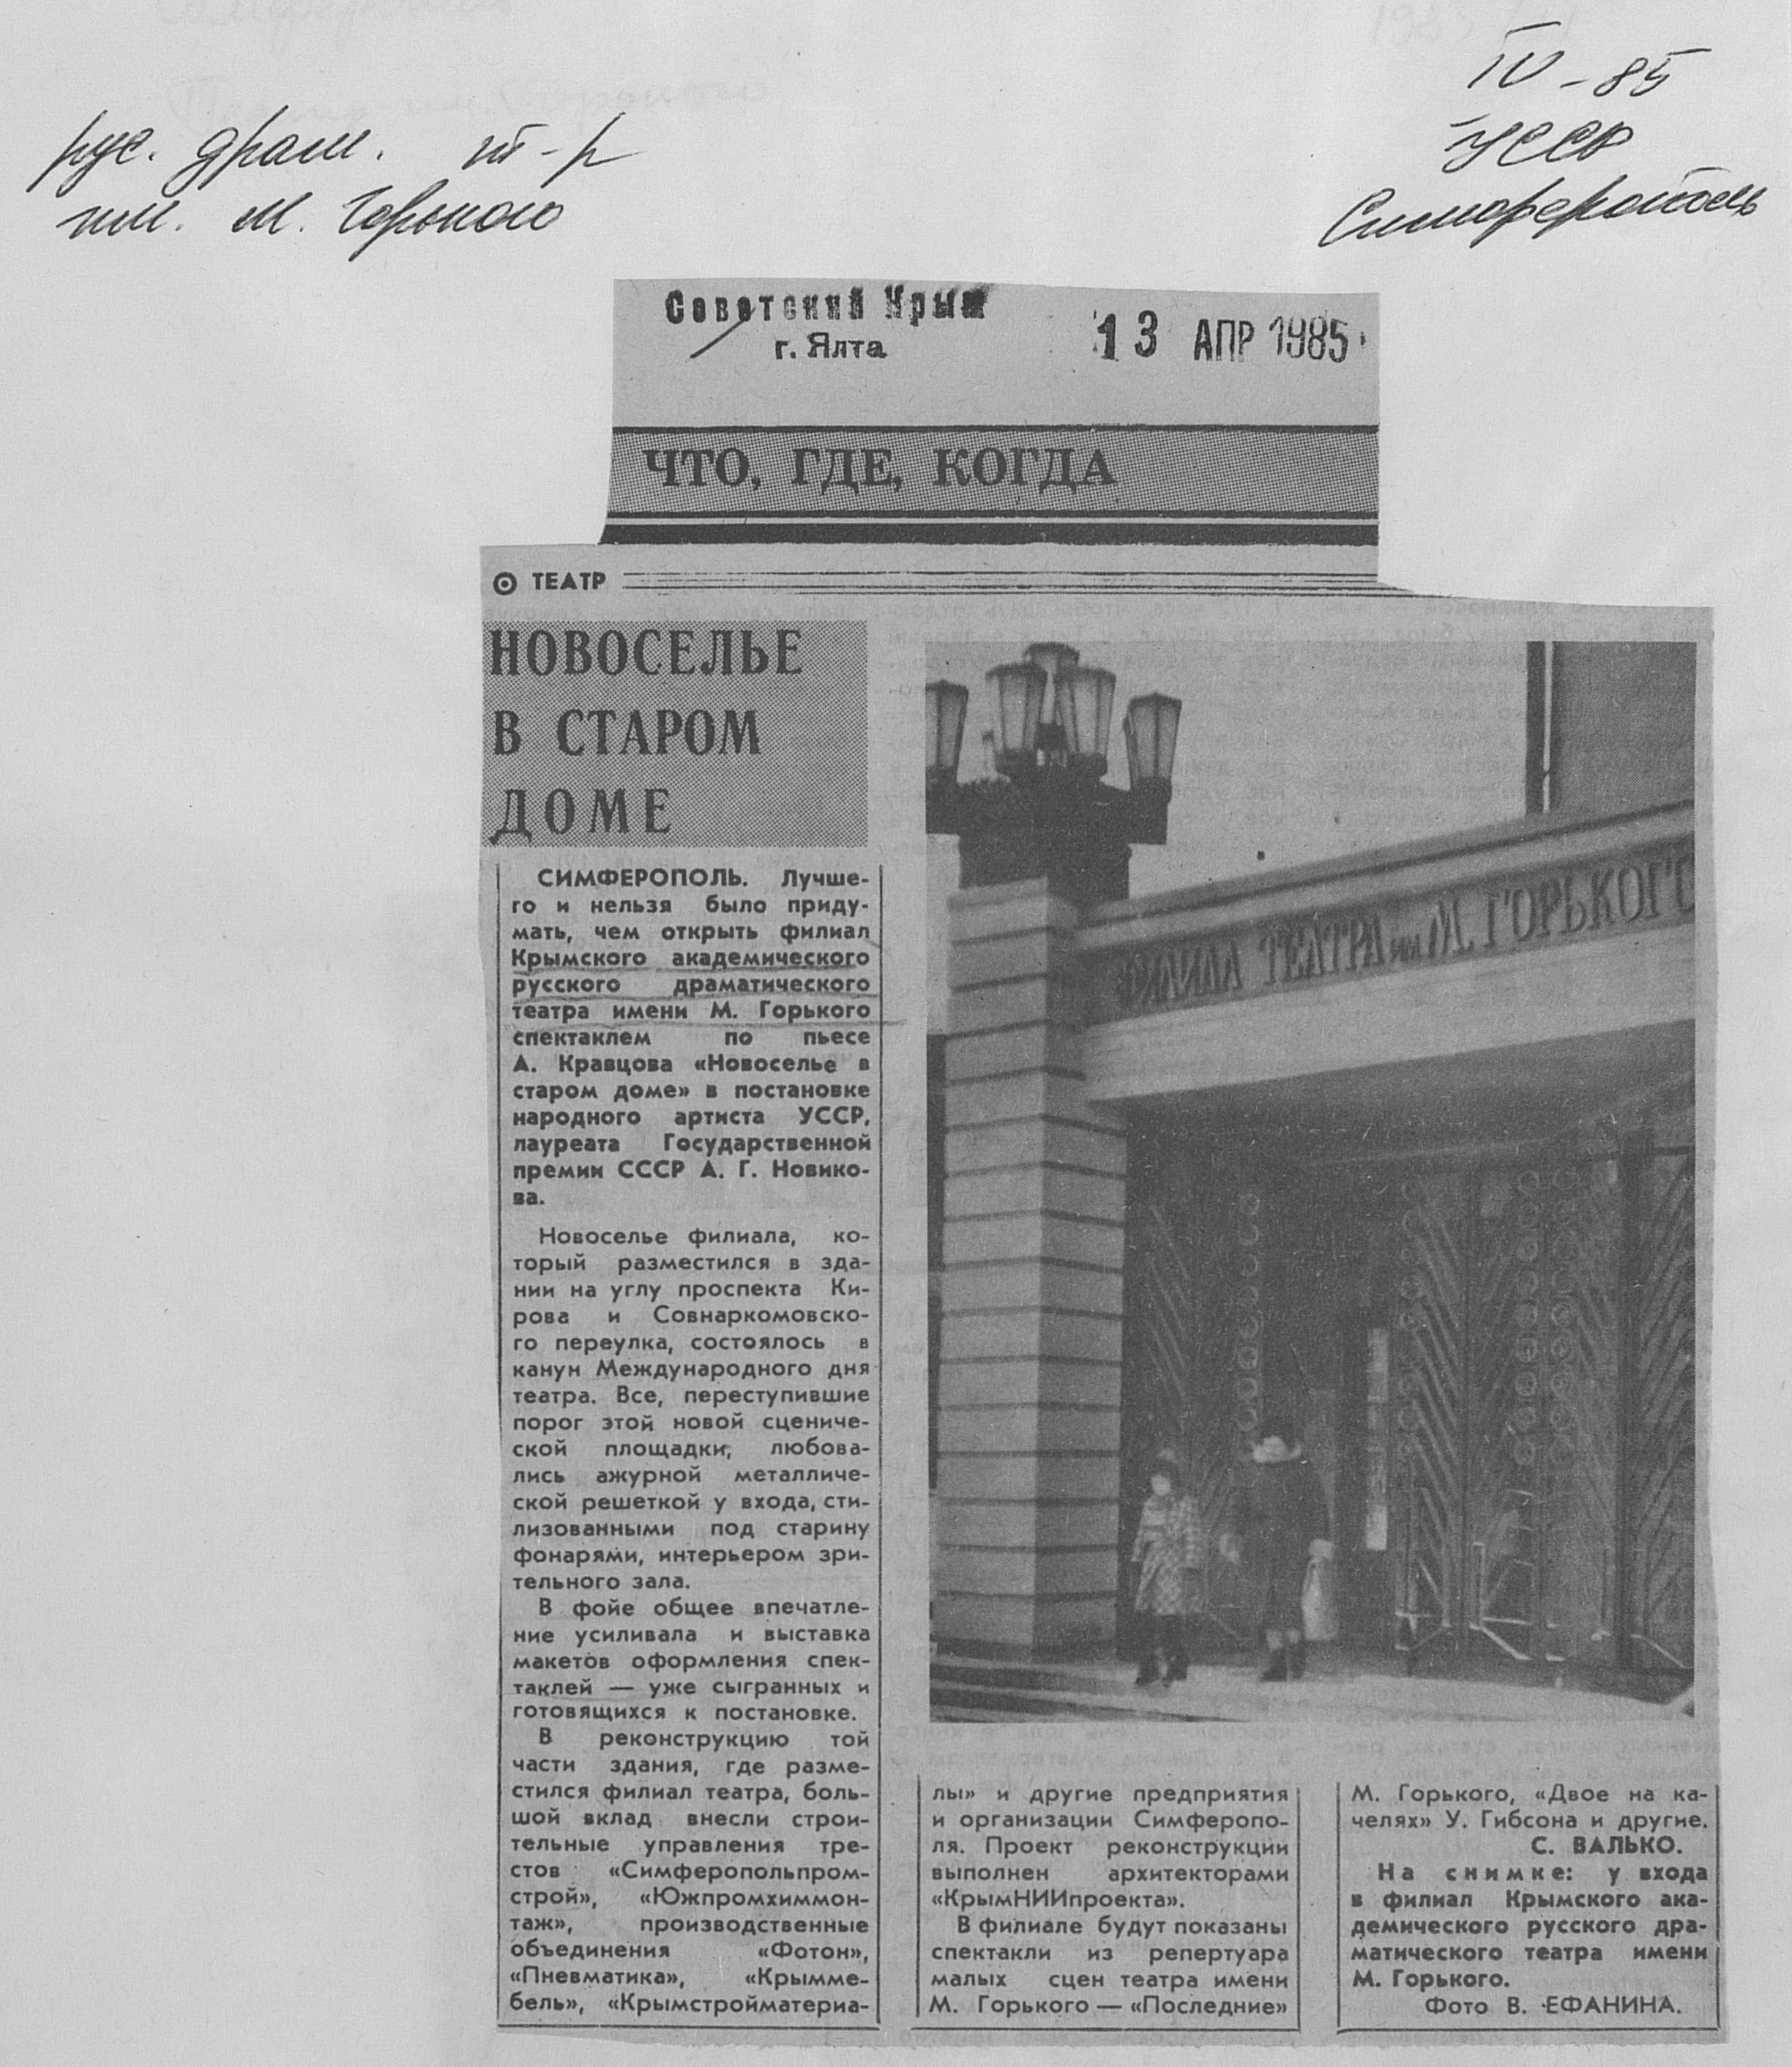 рус. драм. т-р
им. М. Горького
IV - 85
УССР
Симферополь
Советский Крым
г. Ялта
13 АПР 1985
ЧТО, ГДЕ, КОГДА
ТЕАТР
НОВОСЕЛЬЕ
В СТАРОМ
ДОМЕ
СИМФЕРОПОЛЬ. Лучше-
го и нельзя было приду-
мать, чем открыть филиал
Крымского академического
русского драматического
театра имени М. Горького
спектаклем по пьесе
А. Кравцова «Новоселье в
старом доме» в постановке
народного артиста УССР,
лауреата Государственной
премии СССР А. Г. Новико-
ва.
Новоселье филиала, ко-
торый разместился в зда-
нии на углу проспекта Ки-
рова и Совнаркомовско-
го переулка, состоялось в
канун Международного дня
театра. Все, переступившие
порог этой новой сцениче-
ской площадки, любова-
лись ажурной металличе-
ской решеткой у входа, сти-
лизованными под старину
фонарями, интерьером зри-
тельного зала.
В фойе общее впечатле-
ние усиливала и выставка
макетов оформления спек-
таклей — уже сыгранных и
готовящихся к постановке.
В реконструкцию той
части здания, где разме-
стился филиал театра, боль-
шой вклад внесли строи-
тельные управления тре-
стов «Симферопольпром-
строй», «Южпромхиммон-
таж», производственные
объединения «Фотон»,
«Пневматика», «Крымме-
бель», «Крымстройматериа-
лы» и другие предприятия
и организации Симферопо-
ля. Проект реконструкции
выполнен архитекторами
«КрымНИИпроекта».
В филиале будут показаны
спектакли из репертуара
малых сцен театра имени
М. Горького — «Последние»
М. Горького, «Двое на ка-
челях» У. Гибсона и другие.
С. ВАЛЬКО.
На снимке: у входа
в филиал Крымского ака-
демического русского дра-
матического театра имени
М. Горького.
Фото В. ЕФАНИНА.
ФИЛИАЛ ТЕАТРА им. М. ГОРЬКОГО